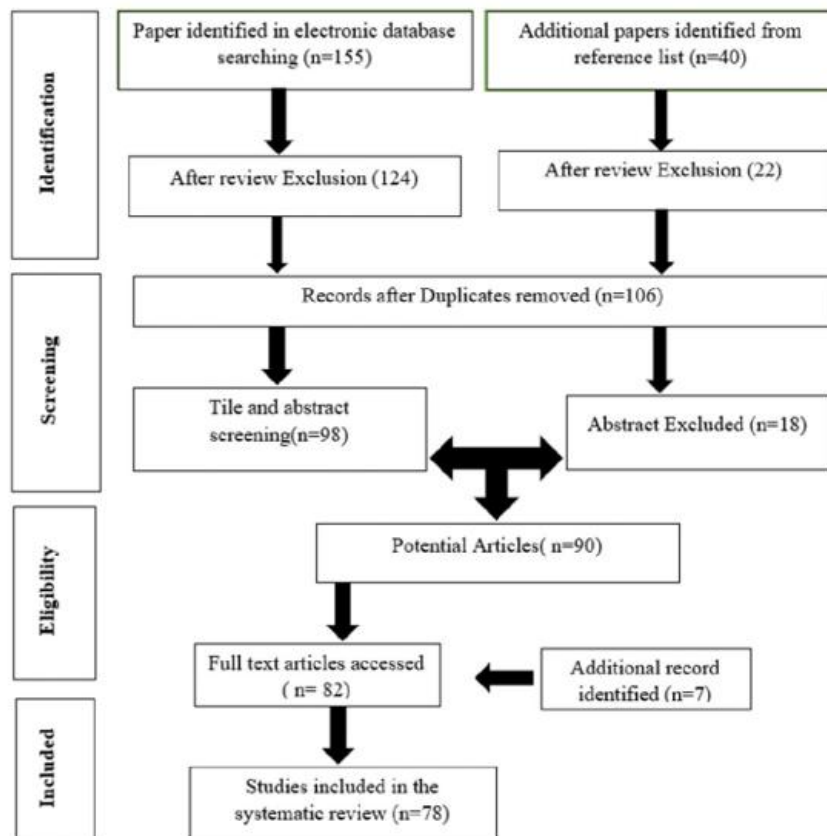 Identification
Paper identified in electronic database
searching (n=155)
Additional papers identified from
reference list (n=40)
After review Exclusion (124)
After review Exclusion (22)
Screening
Records after Duplicates removed (n=106)
Tile and abstract
screening(n=98)
Abstract Excluded (n=18)
Eligibility
Potential Articles( n=90)
Full text articles accessed
( n= 82)
Additional record
identified (n=7)
Included
Studies included in the
systematic review (n=78)